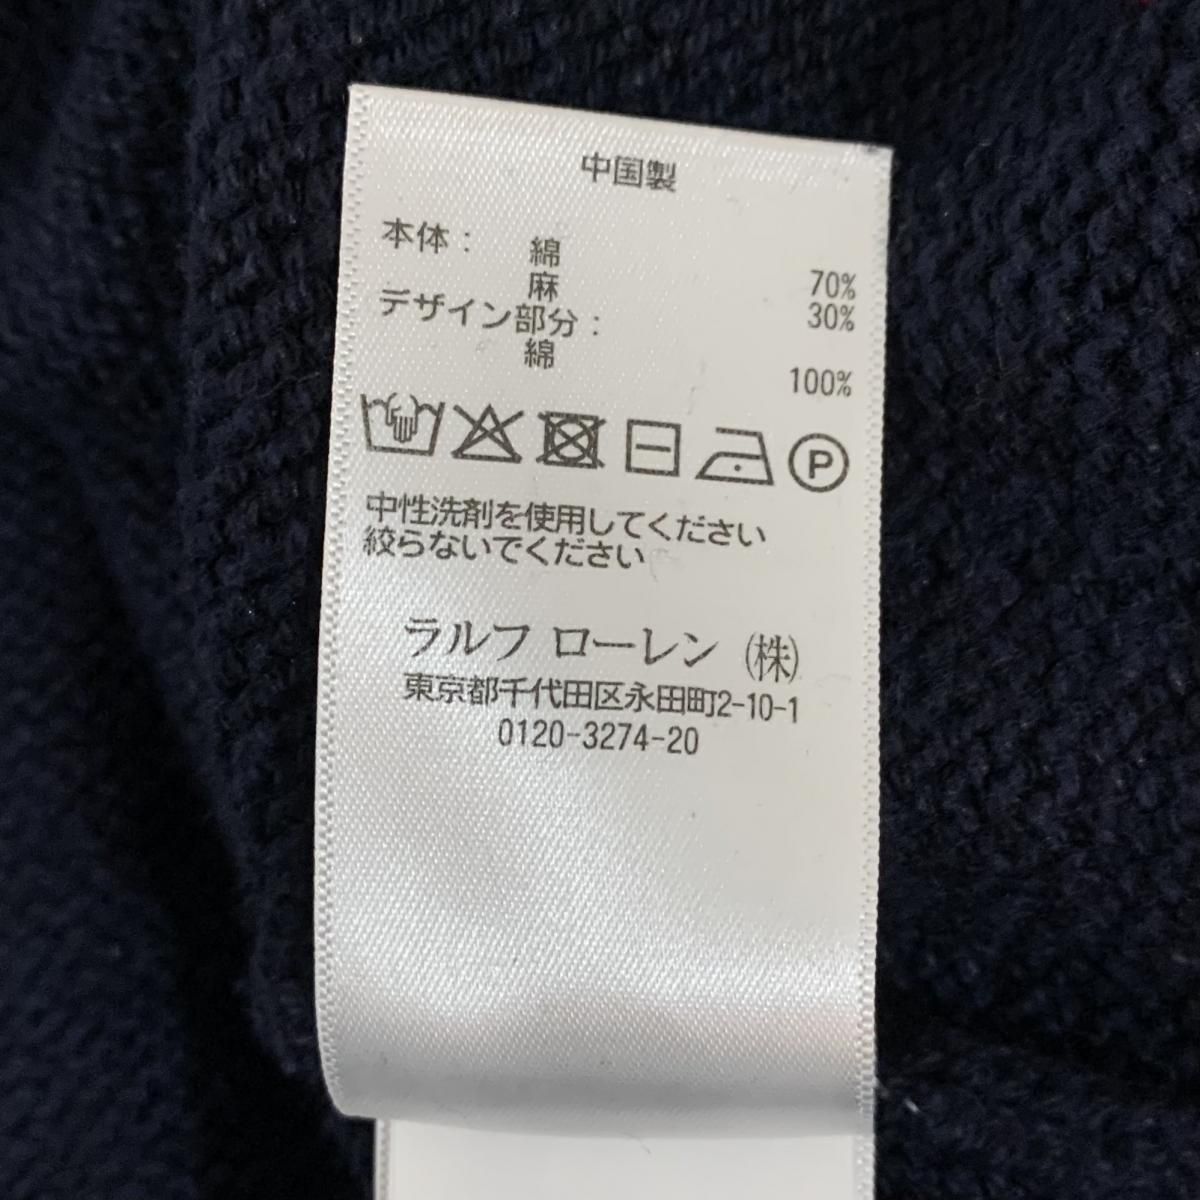 中国製
本体: 綿 70%
麻 30%
デザイン部分:
綿 100%
P
中性洗剤を使用してください
絞らないでください
ラルフ ローレン (株)
東京都千代田区永田町2-10-1
0120-3274-20